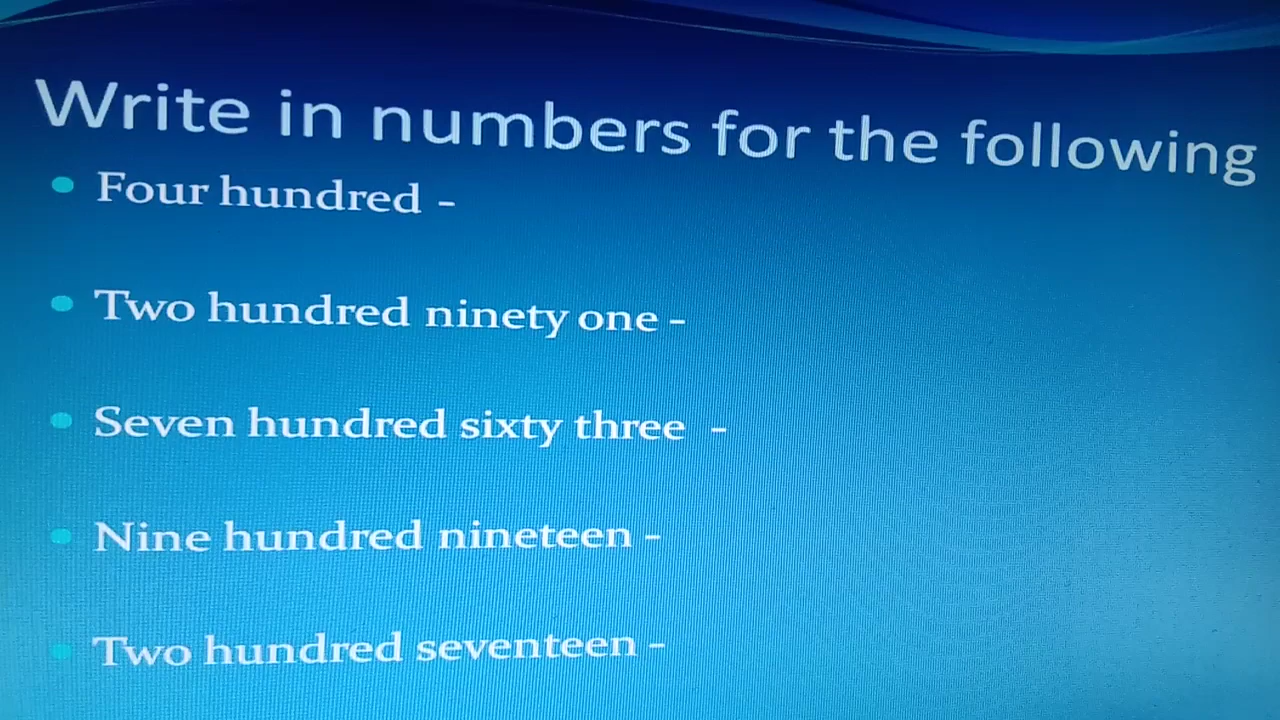 Write in numbers for the following
Four hundred -
Two hundred ninety one -
Seven hundred sixty three -
Nine hundred nineteen -
Two hundred seventeen -